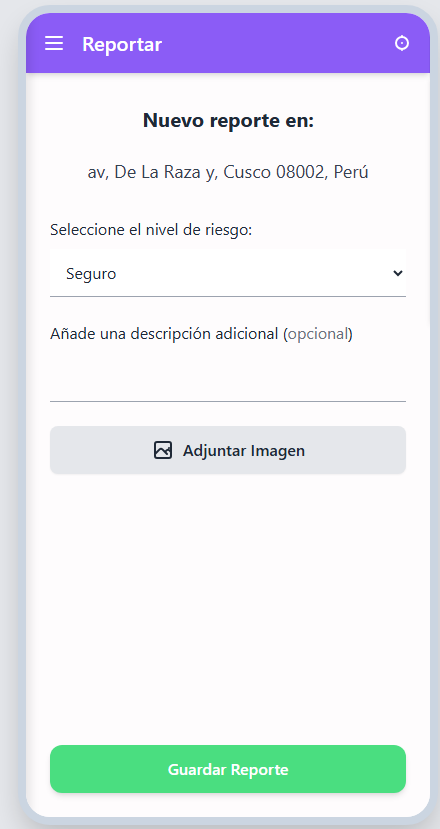 Reportar
Nuevo reporte en:
av, De La Raza y, Cusco 08002, Perú
Seleccione el nivel de riesgo:
Seguro
Añade una descripción adicional (opcional)
Adjuntar Imagen
Guardar Reporte